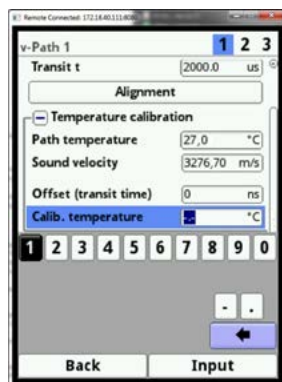 Remote Connected: 172.18.40.111:8080
v-Path 1 1 2 3
Transit t 2000.0 us
Alignment
Temperature calibration
Path temperature 27,0 °C
Sound velocity 3276,70 m/s
Offset (transit time) 0 ns
Calib. temperature -.- °C
1 2 3 4 5 6 7 8 9 0
- .
Back Input